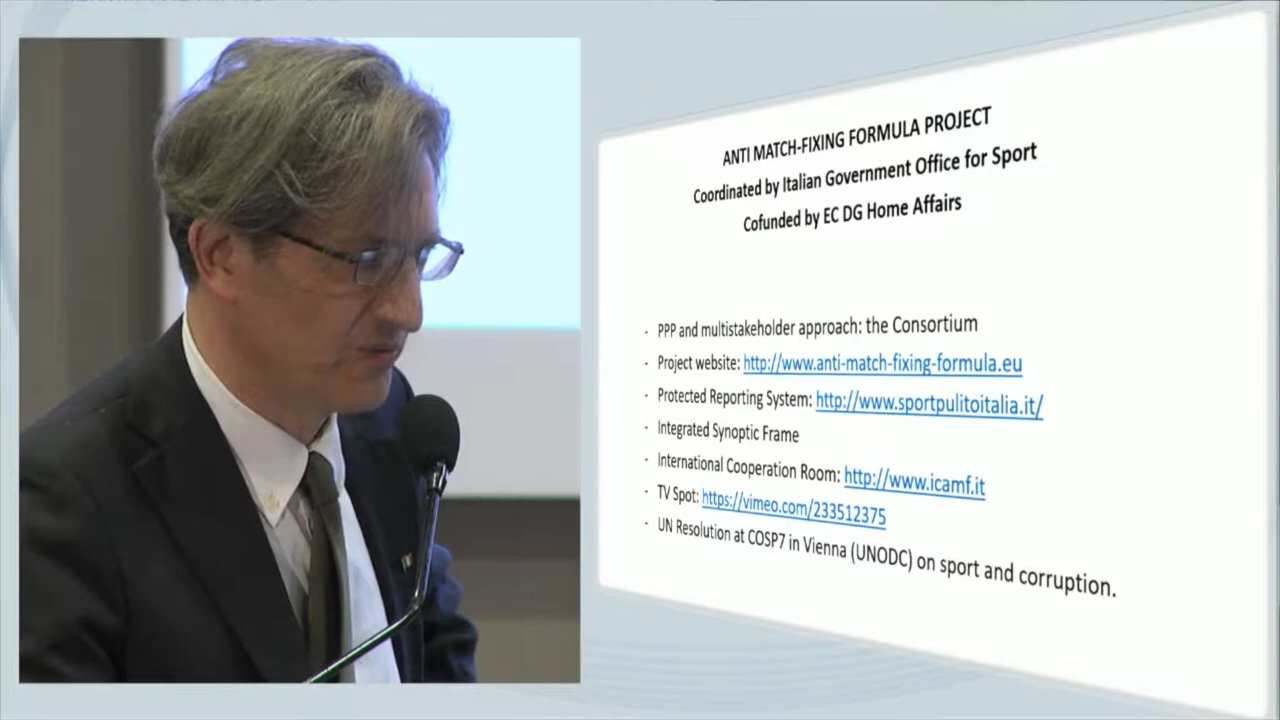 ANTI MATCH-FIXING FORMULA PROJECT
Coordinated by Italian Government Office for Sport
Cofunded by EC DG Home Affairs
- PPP and multistakeholder approach: the Consortium
- Project website: http://www.anti-match-fixing-formula.eu
- Protected Reporting System: http://www.sportpulitoitalia.it/
- Integrated Synoptic Frame
- International Cooperation Room: http://www.icamf.it
- TV Spot: https://vimeo.com/233512375
- UN Resolution at COSP7 in Vienna (UNODC) on sport and corruption.